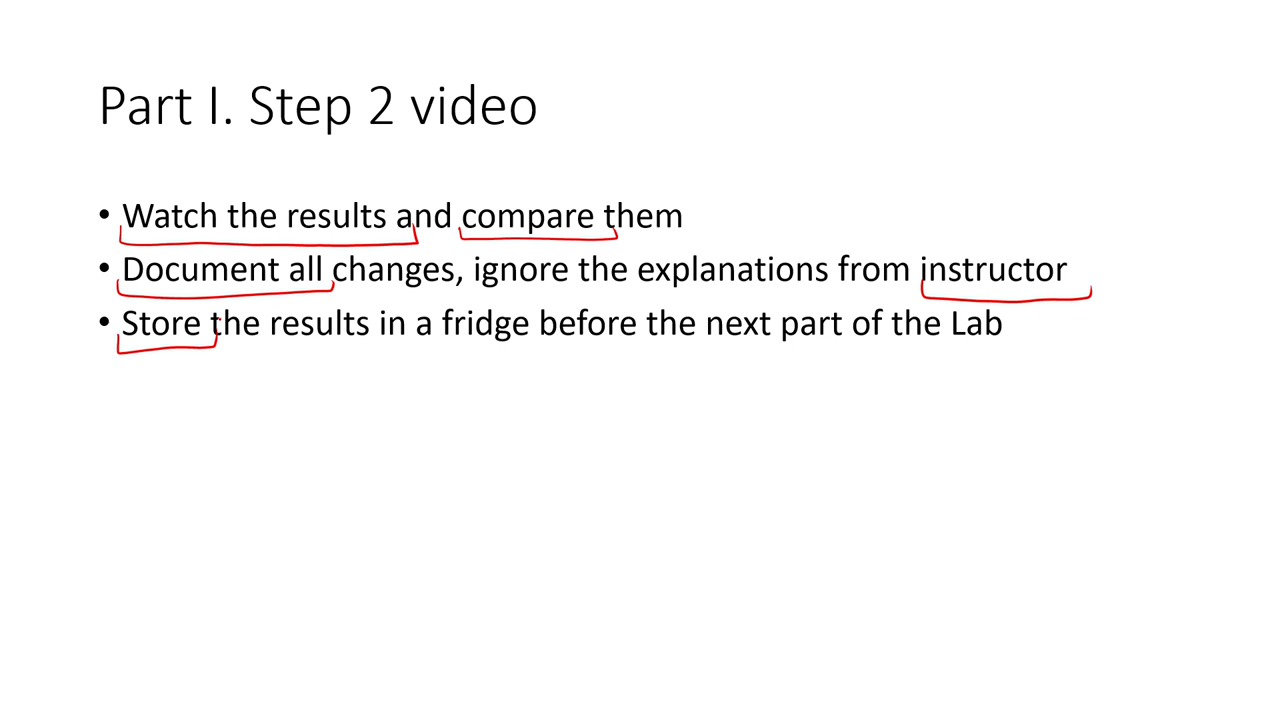 Part I. Step 2 video
• Watch the results and compare them
• Document all changes, ignore the explanations from instructor
• Store the results in a fridge before the next part of the Lab